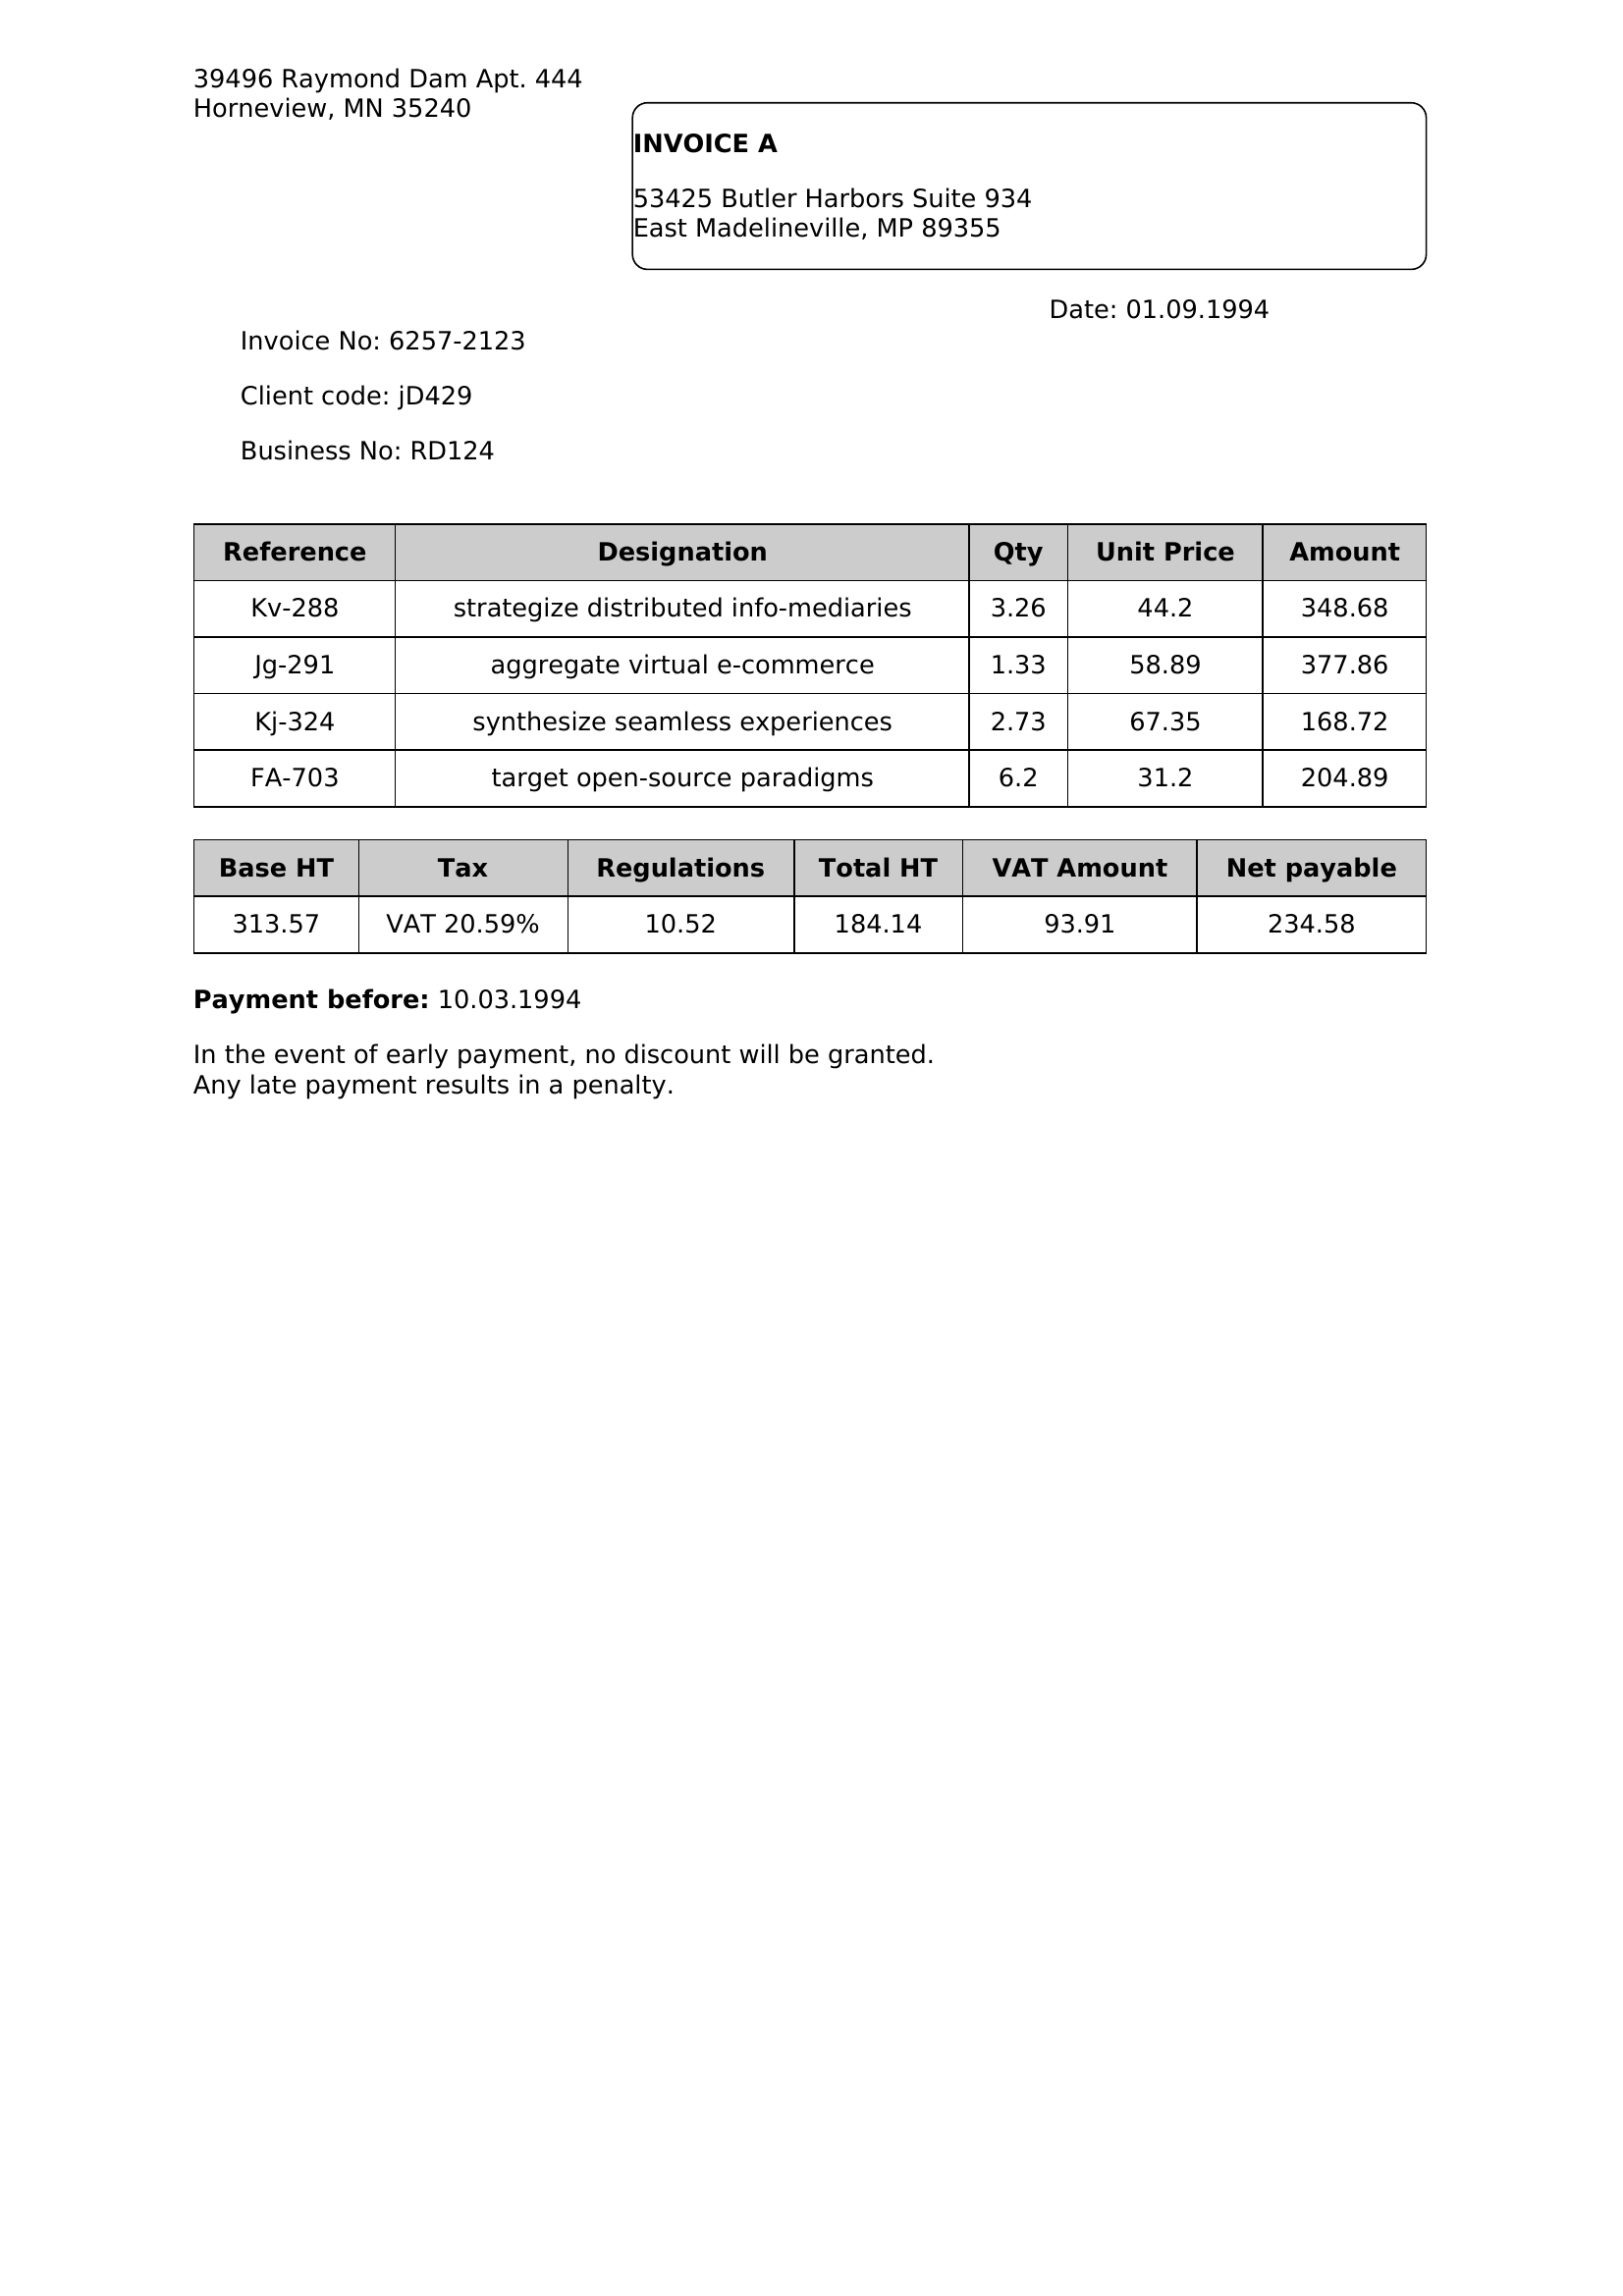 39496 Raymond Dam Apt. 444
Horneview, MN 35240
INVOICE A
53425 Butler Harbors Suite 934
East Madelineville, MP 89355
Date: 01.09.1994
Invoice No: 6257-2123
Client code: jD429
Business No: RD124
Reference Designation Qty Unit Price Amount
Kv-288 strategize distributed info-mediaries 3.26 44.2 348.68
Jg-291 aggregate virtual e-commerce 1.33 58.89 377.86
Kj-324 synthesize seamless experiences 2.73 67.35 168.72
FA-703 target open-source paradigms 6.2 31.2 204.89
Base HT Tax Regulations Total HT VAT Amount Net payable
313.57 VAT 20.59% 10.52 184.14 93.91 234.58
Payment before: 10.03.1994
In the event of early payment, no discount will be granted.
Any late payment results in a penalty.